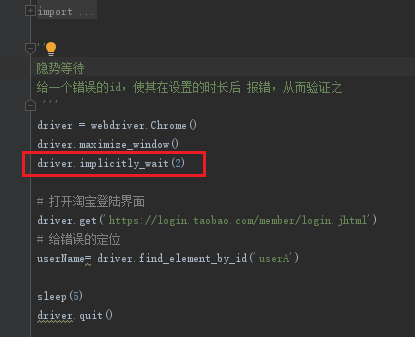 import ...
''
隐势等待
给一个错误的id，使其在设置的时长后 报错，从而验证之
'''
driver = webdriver.Chrome()
driver.maximize_window()
driver.implicitly_wait(2)
# 打开淘宝登陆界面
driver.get('https://login.taobao.com/member/login.jhtml')
# 给错误的定位
userName= driver.find_element_by_id('userA')
sleep(5)
driver.quit()